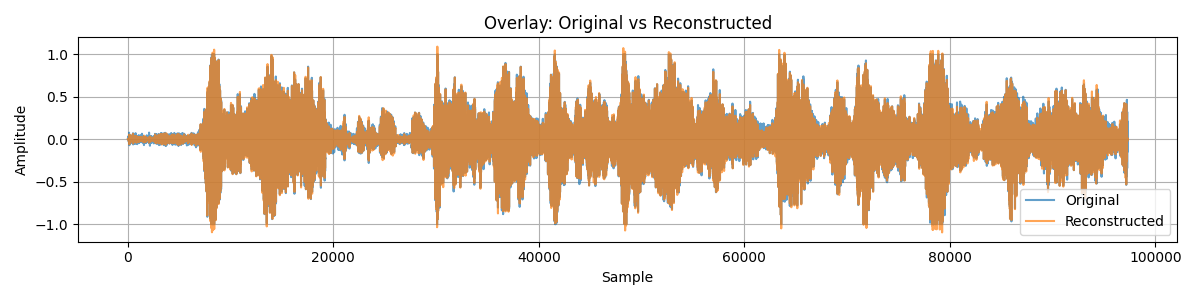 Overlay: Original vs Reconstructed
Amplitude
1.0
0.5
0.0
−0.5
−1.0
Original
Reconstructed
0 20000 40000 60000 80000 100000
Sample